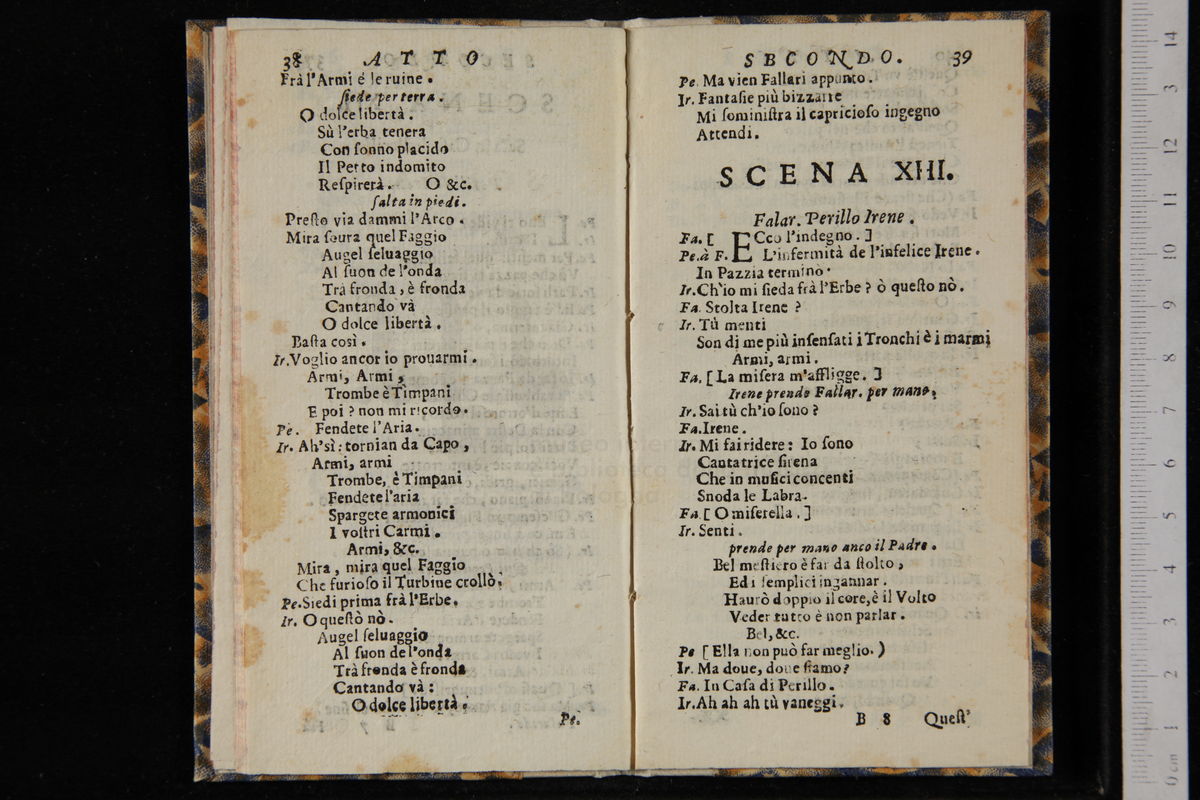 38 ATTO
Frà l'Armi é le ruine.
siede per terra.
O dolce libertà.
Sù l'erba tenera
Con sonno placido
Il Petto indomito
Respirerà. O &c.
salta in piedi.
Presto via dammi l'Arco.
Mira soura quel Faggio
Augel seluaggio
Al suon de l'onda
Trà fronda, è fronda
Cantando và
O dolce libertà.
Basta così.
Ir. Voglio ancor io prouarmi.
Armi, Armi,
Trombe è Timpani
E poi? non mi ricordo.
Pe. Fendete l'Aria.
Ir. Ah'sì: tornian da Capo,
Armi, armi
Trombe, è Timpani
Fendete l'aria
Spargete armonici
I vostri Carmi.
Armi, &c.
Mira, mira quel Faggio
Che furioso il Turbine crollò.
Pe. Siedi prima frà l'Erbe.
Ir. O questò nò.
Augel seluaggio
Al suon de l'onda
Trà fronda è fronda
Cantando và:
O dolce libertà.
Pe.
SECONDO. 39
Pe. Ma vien Fallari appunto.
Ir. Fantasie più bizzarre
Mi somministra il capricioso ingegno
Attendi.
SCENA XIII.
Falar. Perillo Irene.
Fa. [ ECco l'indegno. ]
Pe. à F. L'infermità de l'infelice Irene.
In Pazzia terminò.
Ir. Ch'io mi sieda frà l'Erbe? ò questo nò.
Fa. Stolta Irene?
Ir. Tù menti
Son di me più insensati i Tronchi è i marmi
Armi, armi.
Fa. [ La misera m'affligge. ]
Irene prende Fallar. per mano.
Ir. Sai tù ch'io sono?
Fa. Irene.
Ir. Mi fai ridere: Io sono
Cantatrice sirena
Che in musici concenti
Snoda le Labra.
Fa. [ O miserella. ]
Ir. Senti.
prende per mano anco il Padre.
Bel mestiero è far da stolto,
Ed i semplici ingannar.
Haurò doppio il core, è il Volto
Veder tutto è non parlar.
Bel, &c.
Pe [ Ella non può far meglio. )
Ir. Ma doue, doue siamo?
Fa. In Casa di Perillo.
Ir. Ah ah ah tù vaneggi.
B 8 Quest'